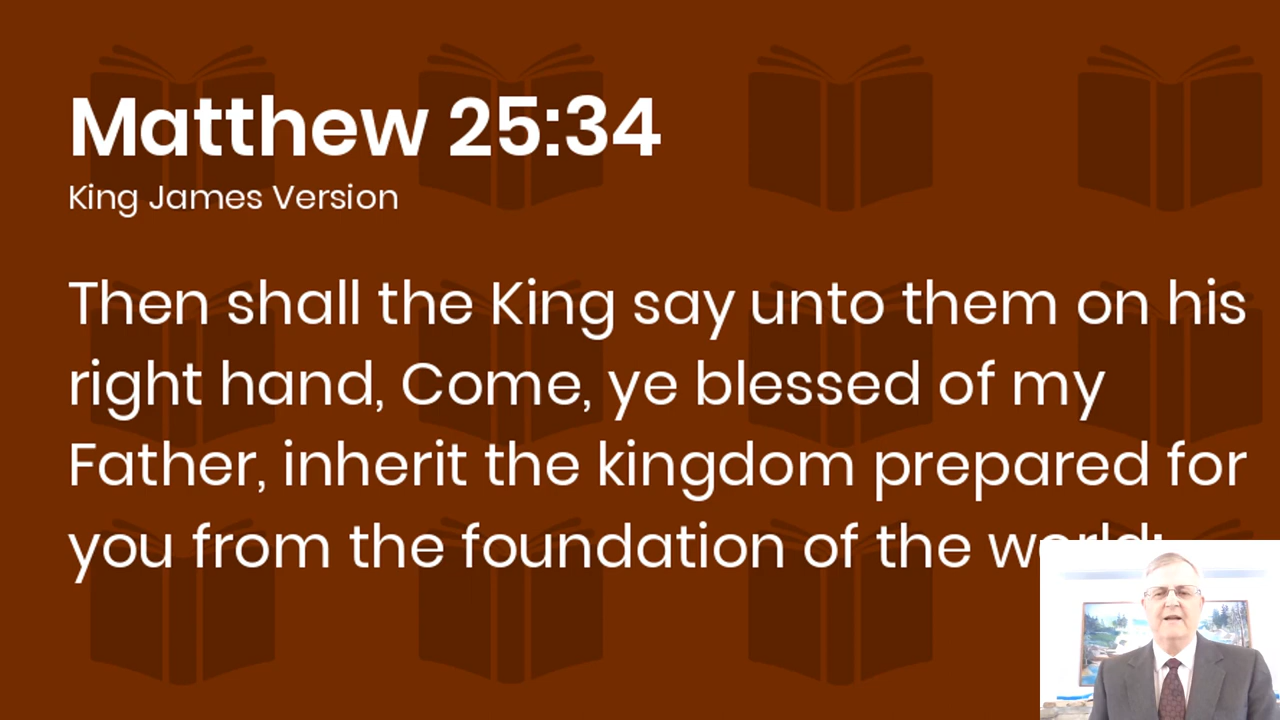 Matthew 25:34
King James Version
Then shall the King say unto them on his
right hand, Come, ye blessed of my
Father, inherit the kingdom prepared for
you from the foundation of the world: